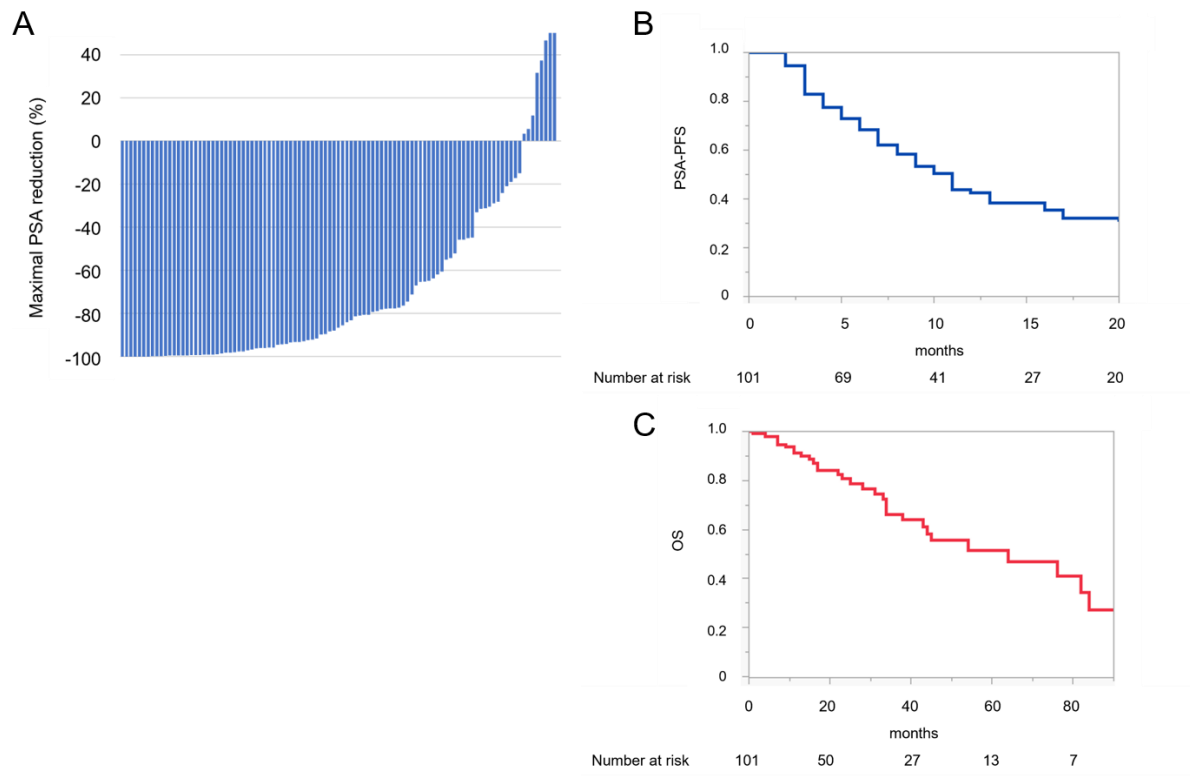 A
Maximal PSA reduction (%)
40
20
0
-20
-40
-60
-80
-100
B
PSA-PFS
1.0
0.8
0.6
0.4
0.2
0
0 5 10 15 20
months
Number at risk 101 69 41 27 20
C
OS
1.0
0.8
0.6
0.4
0.2
0
0 20 40 60 80
months
Number at risk 101 50 27 13 7